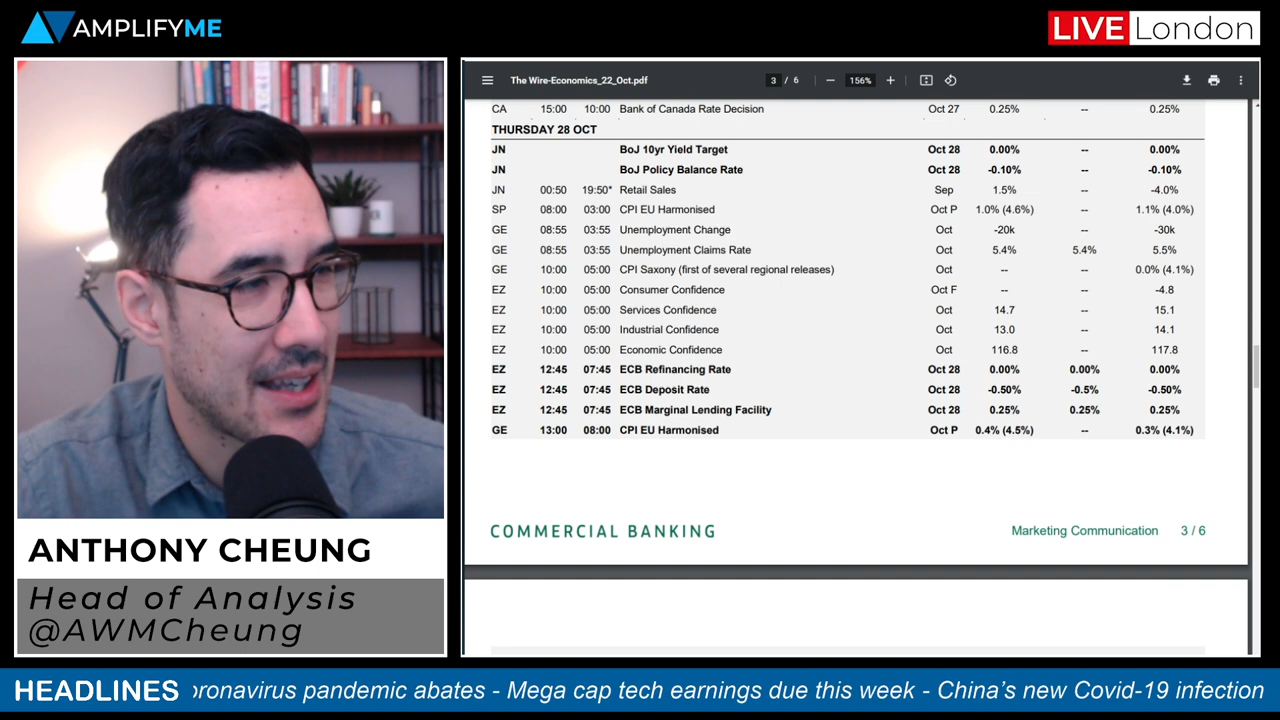 AMPLIFYME
LIVE London
The Wire-Economics_22_Oct.pdf 3 / 6 156%
CA 15:00 10:00 Bank of Canada Rate Decision Oct 27 0.25% -- 0.25%
THURSDAY 28 OCT
JN BoJ 10yr Yield Target Oct 28 0.00% -- 0.00%
JN BoJ Policy Balance Rate Oct 28 -0.10% -- -0.10%
JN 00:50 19:50* Retail Sales Sep 1.5% -- -4.0%
SP 08:00 03:00 CPI EU Harmonised Oct P 1.0% (4.6%) -- 1.1% (4.0%)
GE 08:55 03:55 Unemployment Change Oct -20k -- -30k
GE 08:55 03:55 Unemployment Claims Rate Oct 5.4% 5.4% 5.5%
GE 10:00 05:00 CPI Saxony (first of several regional releases) Oct -- -- 0.0% (4.1%)
EZ 10:00 05:00 Consumer Confidence Oct F -- -- -4.8
EZ 10:00 05:00 Services Confidence Oct 14.7 -- 15.1
EZ 10:00 05:00 Industrial Confidence Oct 13.0 -- 14.1
EZ 10:00 05:00 Economic Confidence Oct 116.8 -- 117.8
EZ 12:45 07:45 ECB Refinancing Rate Oct 28 0.00% 0.00% 0.00%
EZ 12:45 07:45 ECB Deposit Rate Oct 28 -0.50% -0.5% -0.50%
EZ 12:45 07:45 ECB Marginal Lending Facility Oct 28 0.25% 0.25% 0.25%
GE 13:00 08:00 CPI EU Harmonised Oct P 0.4% (4.5%) -- 0.3% (4.1%)
COMMERCIAL BANKING Marketing Communication 3 / 6
ANTHONY CHEUNG
Head of Analysis
@AWMCheung
HEADLINES oronavirus pandemic abates - Mega cap tech earnings due this week - China's new Covid-19 infection